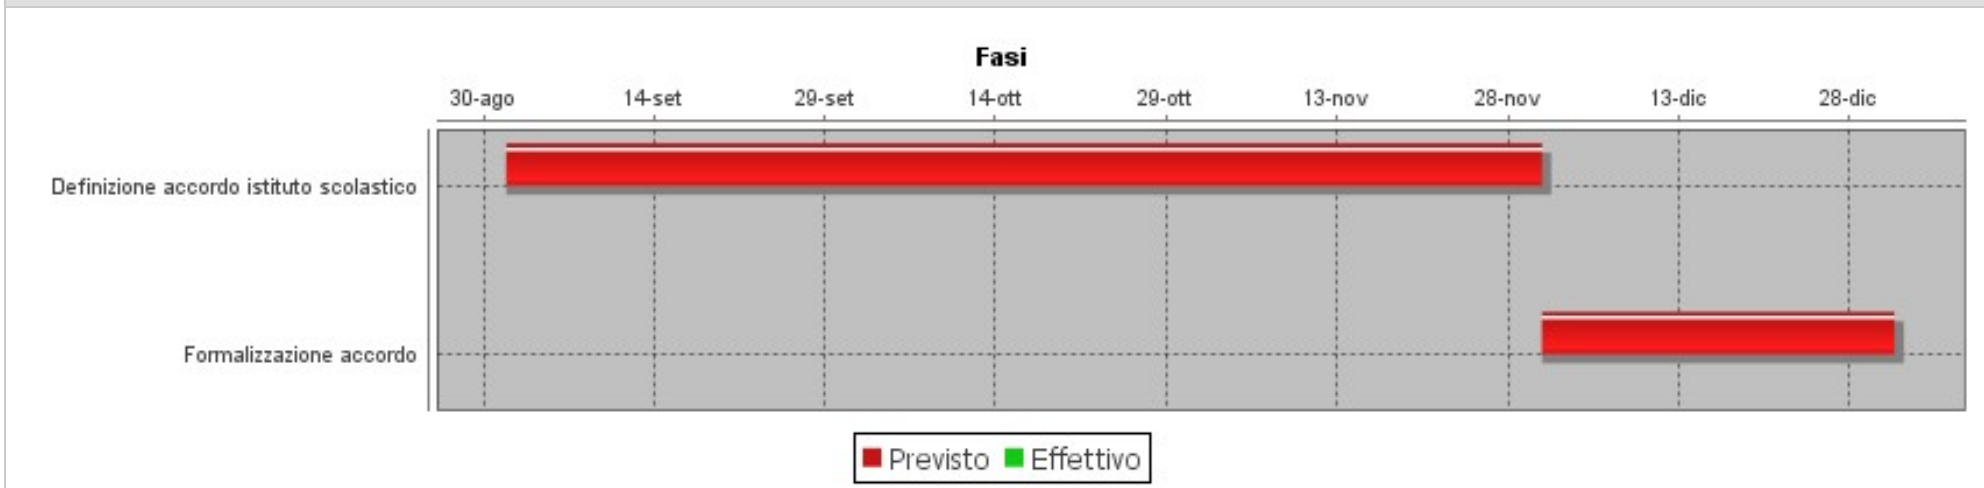 Fasi
30-ago 14-set 29-set 14-ott 29-ott 13-nov 28-nov 13-dic 28-dic
Definizione accordo istituto scolastico
Formalizzazione accordo
Previsto Effettivo